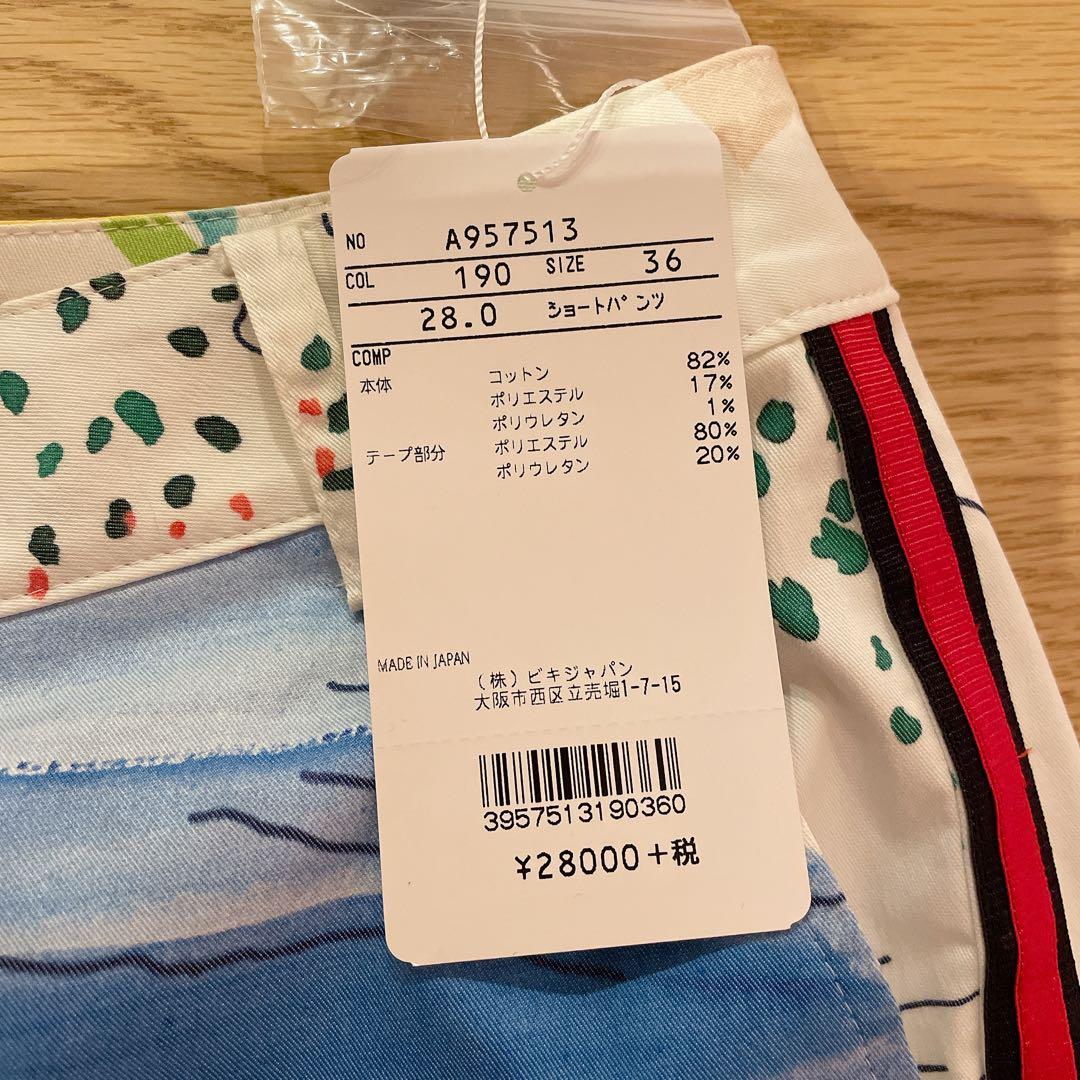 NO A957513
COL 190 SIZE 36
28.0 ショートパンツ
COMP
本体 コットン 82%
ポリエステル 17%
ポリウレタン 1%
テープ部分 ポリエステル 80%
ポリウレタン 20%
MADE IN JAPAN
(株)ビキジャパン
大阪市西区立売堀1-7-15
3957513190360
¥28000+税